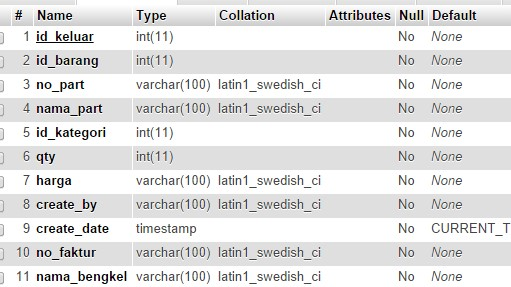 # Name Type Collation Attributes Null Default
1 id_keluar int(11) No None
2 id_barang int(11) No None
3 no_part varchar(100) latin1_swedish_ci No None
4 nama_part varchar(100) latin1_swedish_ci No None
5 id_kategori int(11) No None
6 qty int(11) No None
7 harga varchar(100) latin1_swedish_ci No None
8 create_by varchar(100) latin1_swedish_ci No None
9 create_date timestamp No CURRENT_T
10 no_faktur varchar(100) latin1_swedish_ci No None
11 nama_bengkel varchar(100) latin1_swedish_ci No None